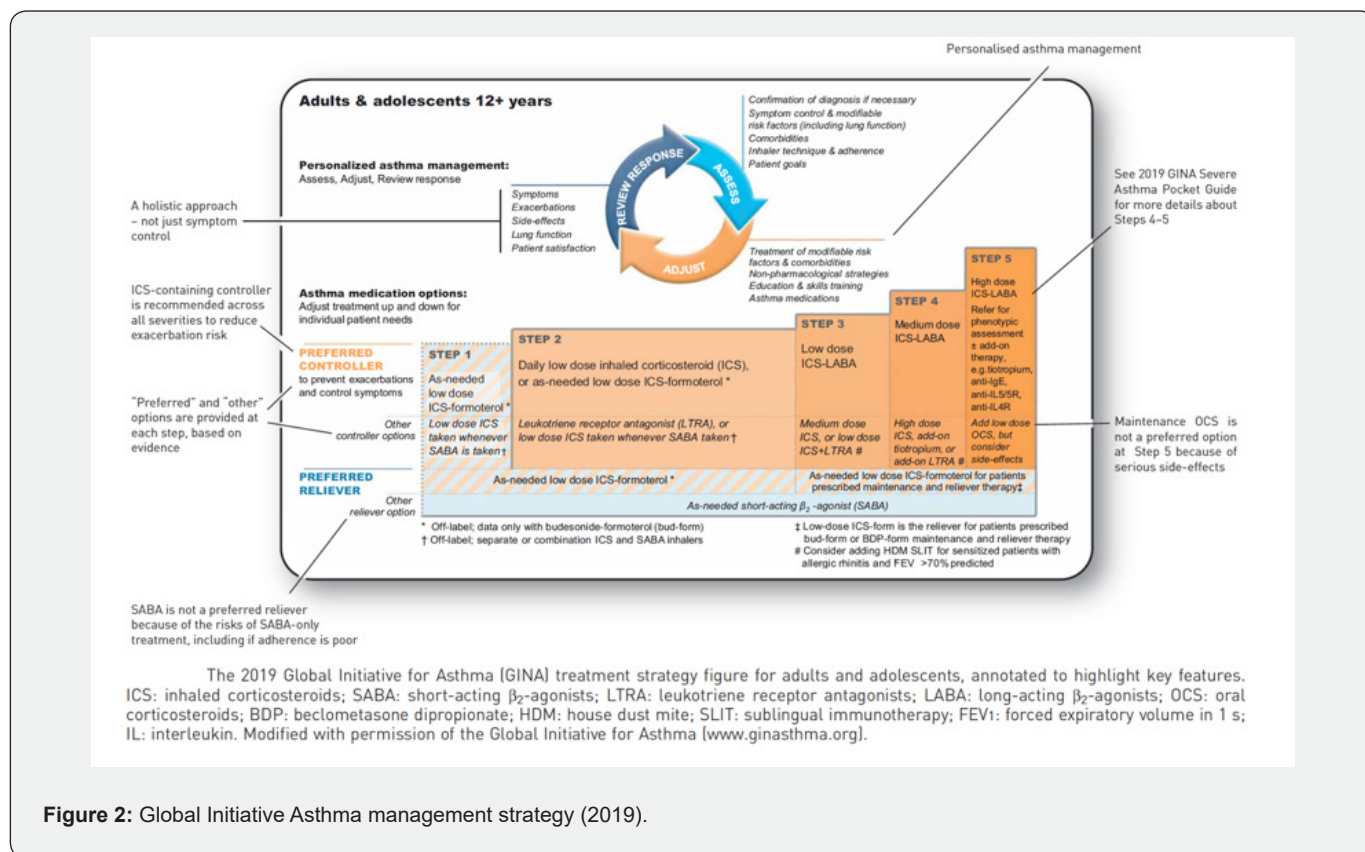 Personalised asthma management
Adults & adolescents 12+ years
Confirmation of diagnosis if necessary
Symptom control & modifiable
risk factors (including lung function)
Comorbidities
Inhaler technique & adherence
Patient goals
Personalized asthma management:
Assess, Adjust, Review response
REVIEW RESPONSE
ASSESS
ADJUST
Symptoms
Exacerbations
Side-effects
Lung function
Patient satisfaction
A holistic approach
– not just symptom
control
See 2019 GINA Severe
Asthma Pocket Guide
for more details about
Steps 4–5
Treatment of modifiable risk
factors & comorbidities
Non-pharmacological strategies
Education & skills training
Asthma medications
ICS-containing controller
is recommended across
all severities to reduce
exacerbation risk
Asthma medication options:
Adjust treatment up and down for
individual patient needs
PREFERRED
CONTROLLER
to prevent exacerbations
and control symptoms
STEP 1
As-needed
low dose
ICS-formoterol *
STEP 2
Daily low dose inhaled corticosteroid (ICS),
or as-needed low dose ICS-formoterol *
STEP 3
Low dose
ICS-LABA
STEP 4
Medium dose
ICS-LABA
STEP 5
High dose
ICS-LABA
Refer for
phenotypic
assessment
± add-on
therapy,
e.g.tiotropium,
anti-IgE,
anti-IL5/5R,
anti-IL4R
"Preferred" and "other"
options are provided at
each step, based on
evidence
Other
controller options
Low dose ICS
taken whenever
SABA is taken†
Leukotriene receptor antagonist (LTRA), or
low dose ICS taken whenever SABA taken †
Medium dose
ICS, or low dose
ICS+LTRA #
High dose
ICS, add-on
tiotropium, or
add-on LTRA #
Add low dose
OCS, but
consider
side-effects
Maintenance OCS is
not a preferred option
at Step 5 because of
serious side-effects
PREFERRED
RELIEVER
As-needed low dose ICS-formoterol *
As-needed low dose ICS-formoterol for patients
prescribed maintenance and reliever therapy‡
Other
reliever option
As-needed short-acting β2 -agonist (SABA)
* Off-label; data only with budesonide-formoterol (bud-form)
† Off-label; separate or combination ICS and SABA inhalers
‡ Low-dose ICS-form is the reliever for patients prescribed
bud-form or BDP-form maintenance and reliever therapy
# Consider adding HDM SLIT for sensitized patients with
allergic rhinitis and FEV >70% predicted
SABA is not a preferred reliever
because of the risks of SABA-only
treatment, including if adherence is poor
The 2019 Global Initiative for Asthma (GINA) treatment strategy figure for adults and adolescents, annotated to highlight key features.
ICS: inhaled corticosteroids; SABA: short-acting β2-agonists; LTRA: leukotriene receptor antagonists; LABA: long-acting β2-agonists; OCS: oral
corticosteroids; BDP: beclometasone dipropionate; HDM: house dust mite; SLIT: sublingual immunotherapy; FEV1: forced expiratory volume in 1 s;
IL: interleukin. Modified with permission of the Global Initiative for Asthma (www.ginasthma.org).
Figure 2: Global Initiative Asthma management strategy (2019).